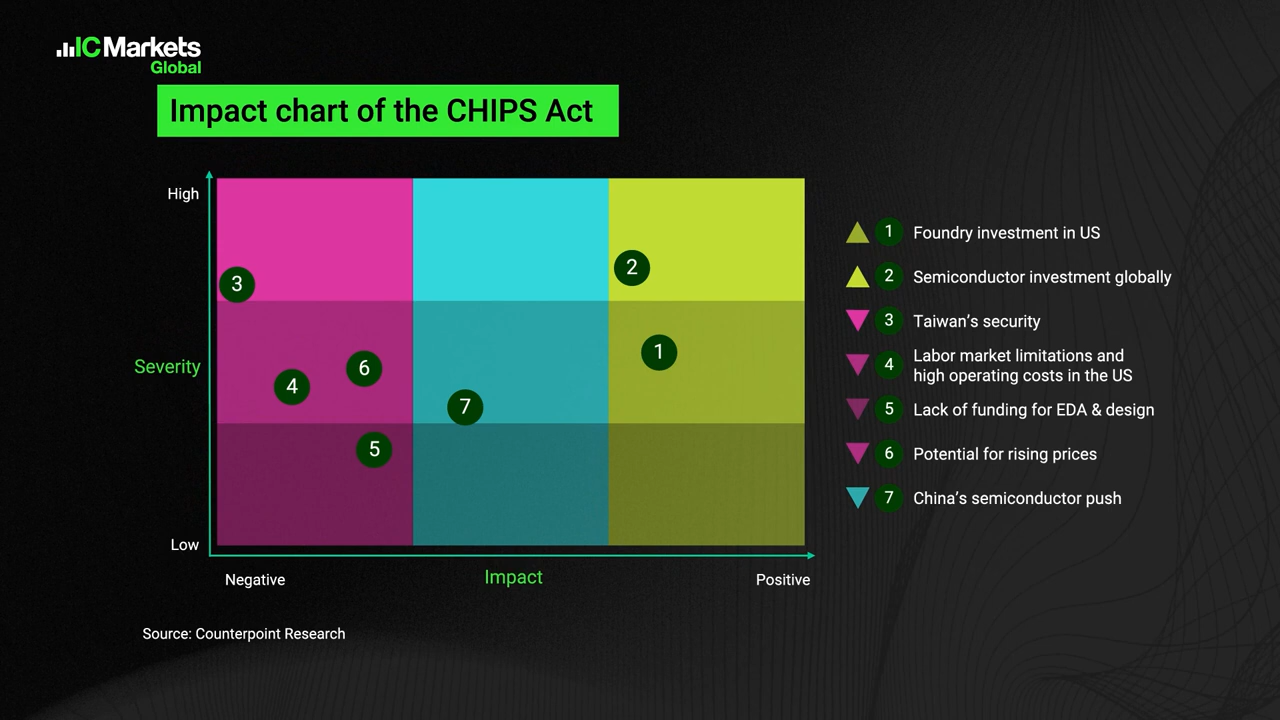 IC Markets
Global
Impact chart of the CHIPS Act
High
Severity
Low
3
2
1
6
4
7
5
Negative
Impact
Positive
1 Foundry investment in US
2 Semiconductor investment globally
3 Taiwan’s security
4 Labor market limitations and
high operating costs in the US
5 Lack of funding for EDA & design
6 Potential for rising prices
7 China’s semiconductor push
Source: Counterpoint Research